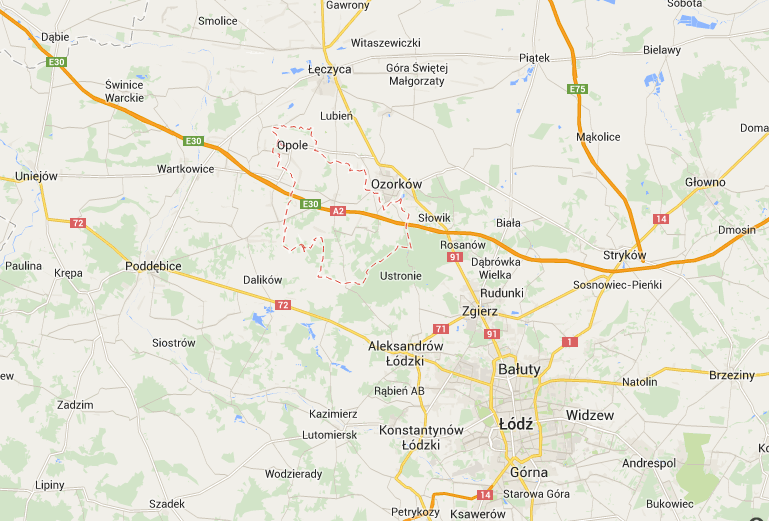 Gawrony
Sobota
Smolice
Dąbie
Witaszewiczki
Bielawy
Piątek
E30
Łęczyca
Góra Świętej
Małgorzaty
Świnice
Warckie
E75
Lubień
Doma
Mąkolice
E30
Opole
Wartkowice
Uniejów
Ozorków
Głowno
E30
A2
Słowik
14
72
Biała
Dmosin
Rosanów
Stryków
91
Dąbrówka
Wielka
Paulina
Krępa
Poddębice
Ustronie
Dalików
Sosnowiec-Pieńki
Rudunki
72
Zgierz
71
91
1
Siostrów
Aleksandrów
Łódzki
Bałuty
ew
Natolin
Brzeziny
Rąbień AB
Zadzim
Kazimierz
Widzew
Łódź
Konstantynów
Łódzki
Lutomiersk
Andrespol
Wodzierady
Górna
Lipiny
14
Starowa Góra
Szadek
Bukowiec
Petrykozy
Ksawerów